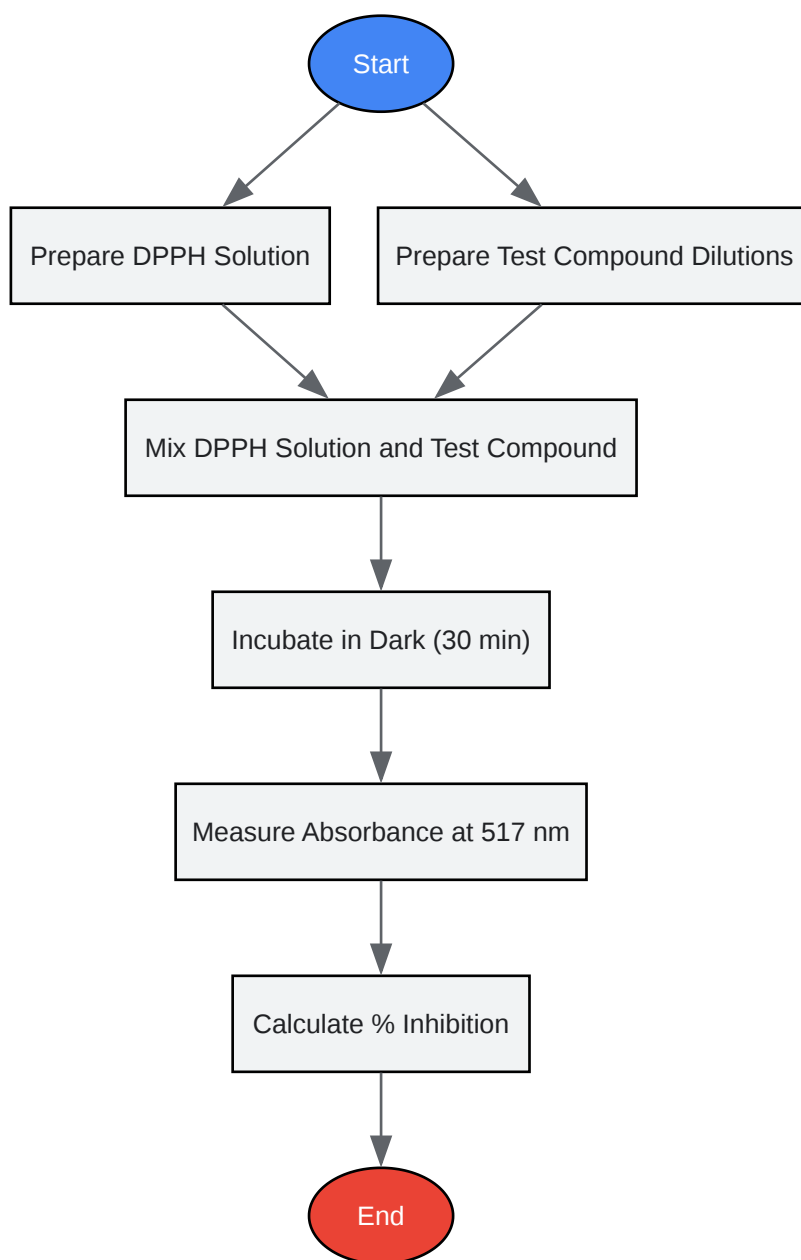 Start
Prepare DPPH Solution
Prepare Test Compound Dilutions
Mix DPPH Solution and Test Compound
Incubate in Dark (30 min)
Measure Absorbance at 517 nm
Calculate % Inhibition
End